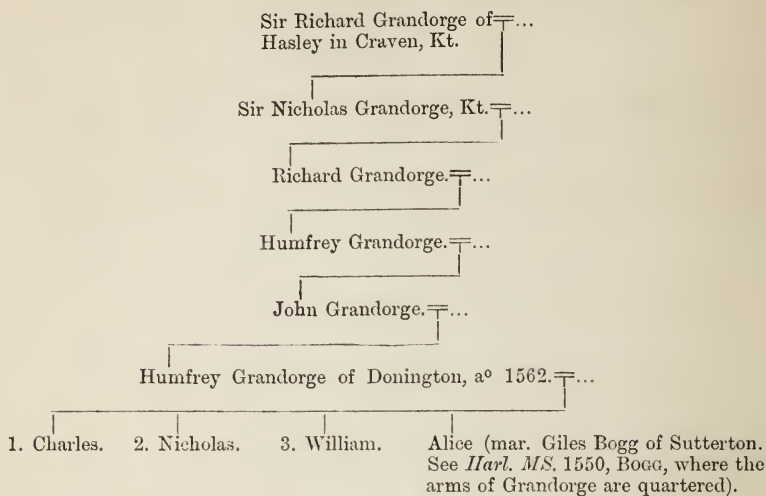 Sir Richard Grandorge of=...
Hasley in Craven, Kt.
Sir Nicholas Grandorge, Kt.=...
Richard Grandorge.=...
Humfrey Grandorge.=...
John Grandorge.=...
Humfrey Grandorge of Donington, aº 1562.=...
1. Charles. 2. Nicholas. 3. William. Alice (mar. Giles Bogg of Sutterton.
See Harl. MS. 1550, BOGG, where the
arms of Grandorge are quartered).